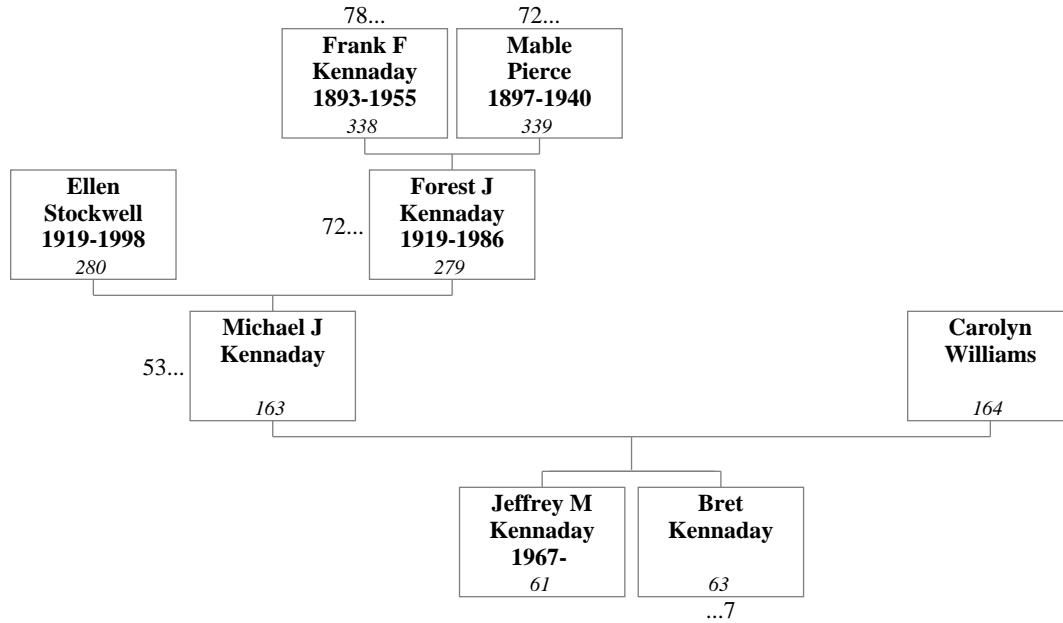 78...
Frank F
Kennaday
1893-1955
338
72...
Mable
Pierce
1897-1940
339
Ellen
Stockwell
1919-1998
280
72...
Forest J
Kennaday
1919-1986
279
53...
Michael J
Kennaday
163
Carolyn
Williams
164
Jeffrey M
Kennaday
1967-
61
Bret
Kennaday
63
...7